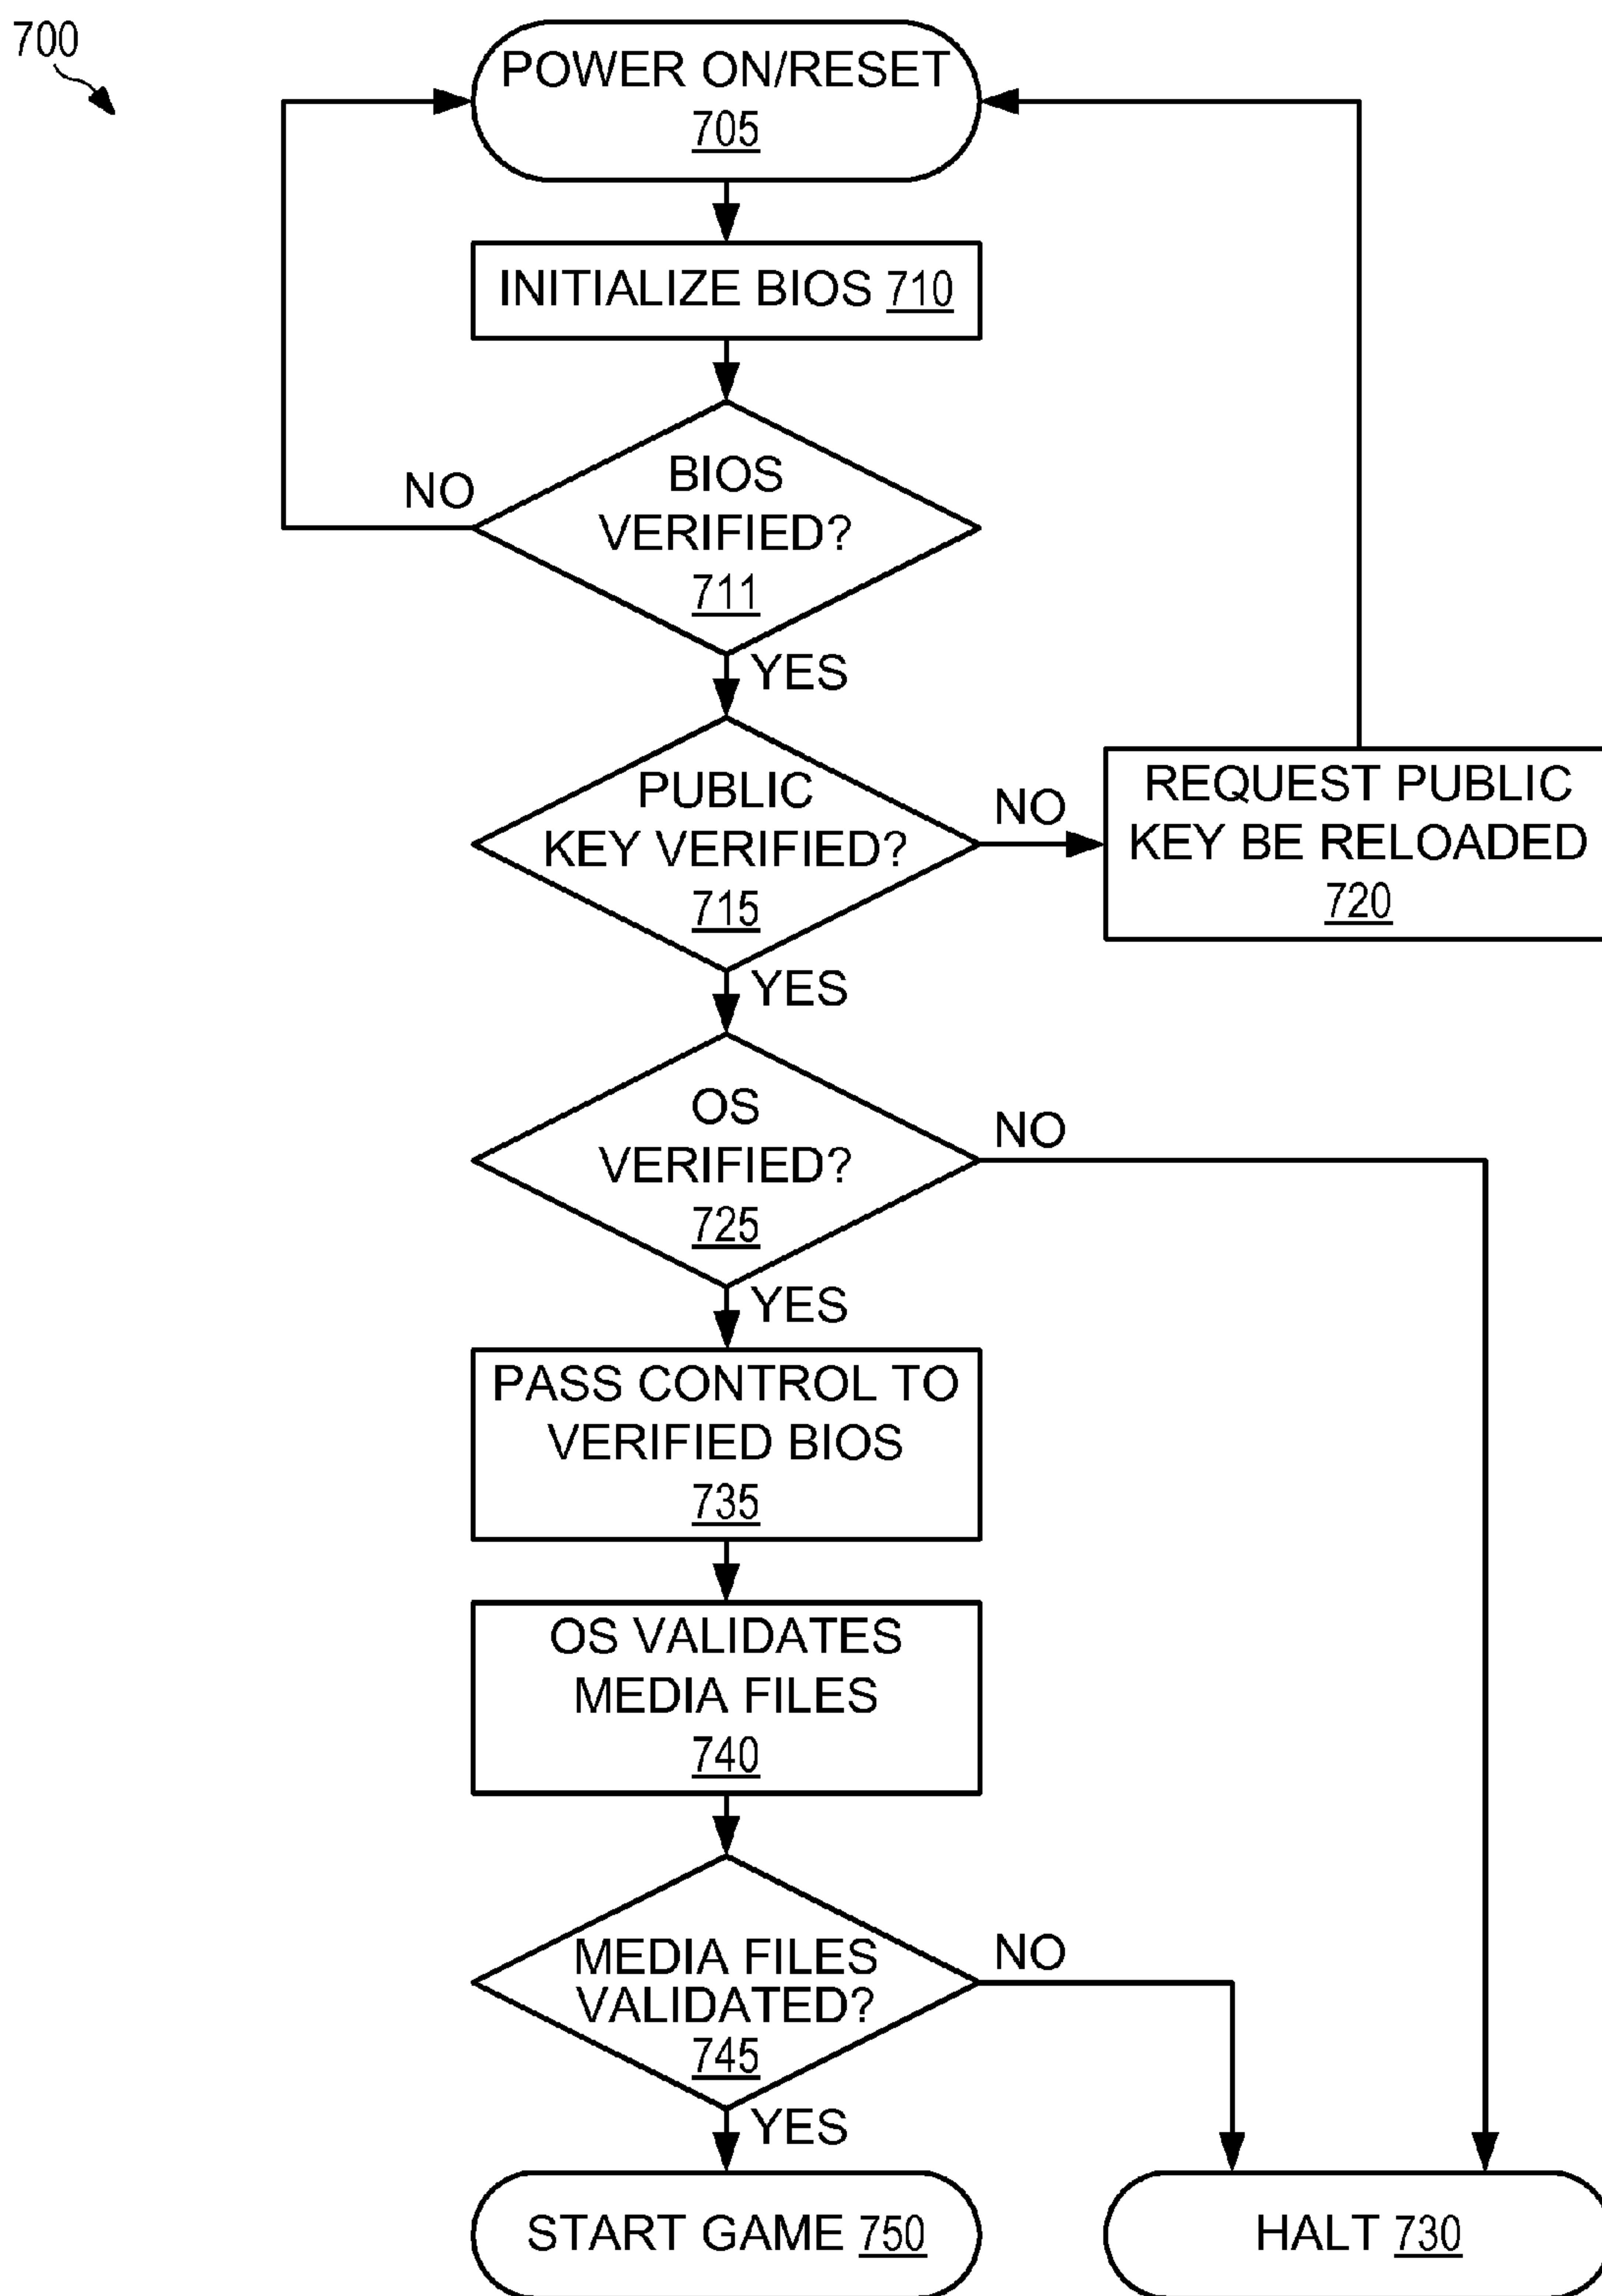 700
POWER ON/RESET
705
INITIALIZE BIOS 710
BIOS
VERIFIED?
711
NO
YES
PUBLIC
KEY VERIFIED?
715
NO
REQUEST PUBLIC
KEY BE RELOADED
720
YES
OS
VERIFIED?
725
NO
YES
PASS CONTROL TO
VERIFIED BIOS
735
OS VALIDATES
MEDIA FILES
740
MEDIA FILES
VALIDATED?
745
NO
YES
START GAME 750
HALT 730